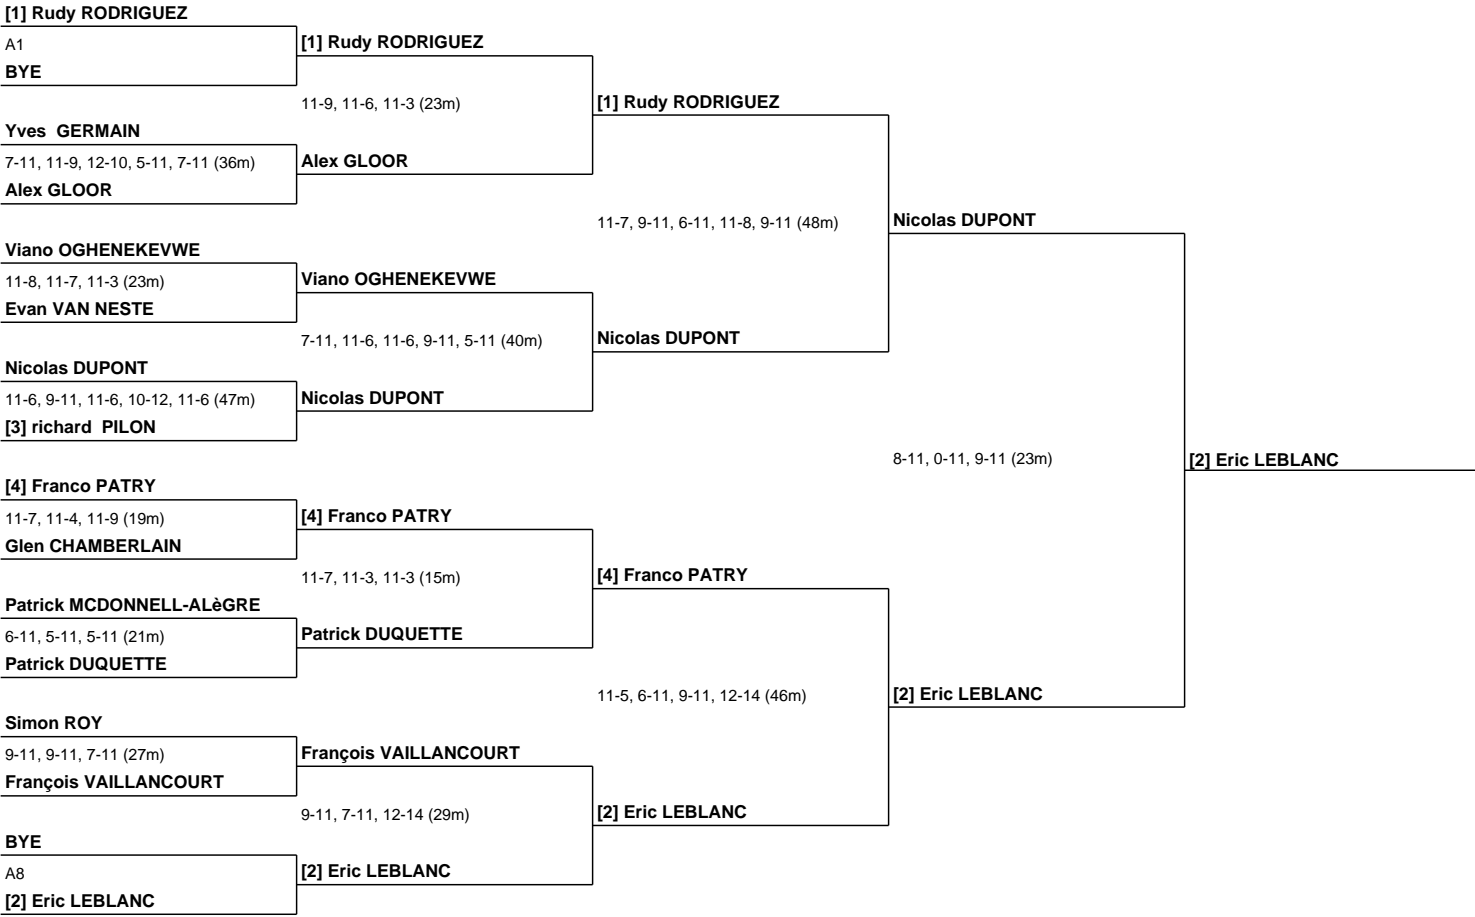 [1] Rudy RODRIGUEZ
A1
BYE
Yves  GERMAIN
7-11, 11-9, 12-10, 5-11, 7-11 (36m)
Alex GLOOR
Viano OGHENEKEVWE
11-8, 11-7, 11-3 (23m)
Evan VAN NESTE
Nicolas DUPONT
11-6, 9-11, 11-6, 10-12, 11-6 (47m)
[3] richard  PILON
[4] Franco PATRY
11-7, 11-4, 11-9 (19m)
Glen CHAMBERLAIN
Patrick MCDONNELL-ALèGRE
6-11, 5-11, 5-11 (21m)
Patrick DUQUETTE
Simon ROY
9-11, 9-11, 7-11 (27m)
François VAILLANCOURT
BYE
A8
[2] Eric LEBLANC
[1] Rudy RODRIGUEZ
11-9, 11-6, 11-3 (23m)
Alex GLOOR
Viano OGHENEKEVWE
7-11, 11-6, 11-6, 9-11, 5-11 (40m)
Nicolas DUPONT
[4] Franco PATRY
11-7, 11-3, 11-3 (15m)
Patrick DUQUETTE
François VAILLANCOURT
9-11, 7-11, 12-14 (29m)
[2] Eric LEBLANC
[1] Rudy RODRIGUEZ
11-7, 9-11, 6-11, 11-8, 9-11 (48m)
Nicolas DUPONT
[4] Franco PATRY
11-5, 6-11, 9-11, 12-14 (46m)
[2] Eric LEBLANC
Nicolas DUPONT
8-11, 0-11, 9-11 (23m)
[2] Eric LEBLANC
[2] Eric LEBLANC